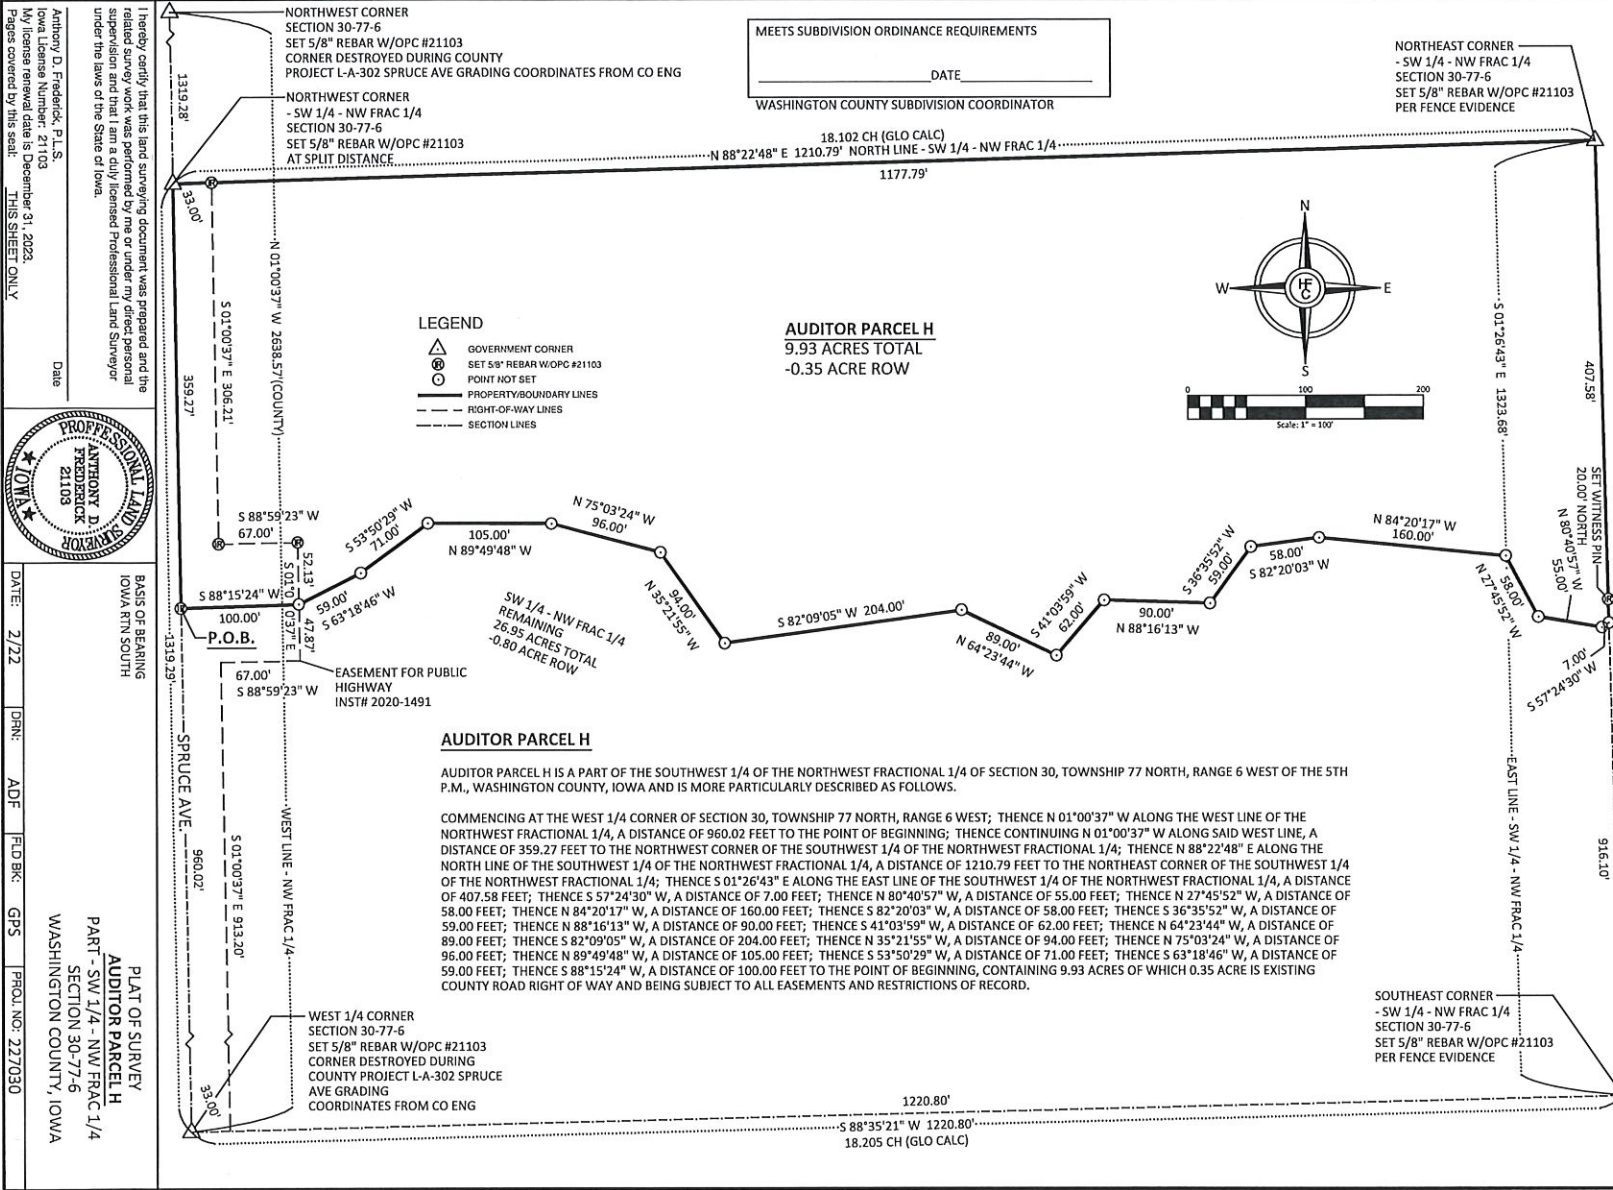 NORTHWEST CORNER
SECTION 30-77-6
SET 5/8" REBAR W/OPC #21103
CORNER DESTROYED DURING COUNTY
PROJECT L-A-302 SPRUCE AVE GRADING COORDINATES FROM CO ENG
NORTHWEST CORNER
- SW 1/4 - NW FRAC 1/4
SECTION 30-77-6
SET 5/8" REBAR W/OPC #21103
AT SPLIT DISTANCE
MEETS SUBDIVISION ORDINANCE REQUIREMENTS
DATE
WASHINGTON COUNTY SUBDIVISION COORDINATOR
NORTHEAST CORNER
- SW 1/4 - NW FRAC 1/4
SECTION 30-77-6
SET 5/8" REBAR W/OPC #21103
PER FENCE EVIDENCE
18.102 CH (GLO CALC)
N 88°22'48" E 1210.79' NORTH LINE - SW 1/4 - NW FRAC 1/4
1177.79'
1319.28'
33.00'
N 01°00'37" W 2638.57'(COUNTY)
S 01°00'37" E 306.21'
359.27'
LEGEND
GOVERNMENT CORNER
SET 5/8" REBAR W/OPC #21103
POINT NOT SET
PROPERTY/BOUNDARY LINES
RIGHT-OF-WAY LINES
SECTION LINES
AUDITOR PARCEL H
9.93 ACRES TOTAL
-0.35 ACRE ROW
N
W
E
S
HFC
0 100 200
Scale: 1" = 100'
S 01°26'43" E 1323.68'
407.58'
SET WITNESS PIN
20.00' NORTH
N 80°40'57" W
55.00'
S 88°59'23" W
67.00'
52.13'
S 01°00'37" E
47.87'
S 88°15'24" W
100.00'
P.O.B.
59.00'
S 63°18'46" W
S 53°50'29" W
71.00'
105.00'
N 89°49'48" W
N 75°03'24" W
96.00'
94.00'
N 35°21'55" W
S 82°09'05" W 204.00'
89.00'
N 64°23'44" W
S 41°03'59" W
62.00'
90.00'
N 88°16'13" W
S 36°35'52" W
59.00'
58.00'
S 82°20'03" W
N 84°20'17" W
160.00'
58.00'
N 27°45'52" W
7.00'
S 57°24'30" W
SW 1/4 - NW FRAC 1/4
REMAINING
26.95 ACRES TOTAL
-0.80 ACRE ROW
67.00'
S 88°59'23" W
EASEMENT FOR PUBLIC
HIGHWAY
INST# 2020-1491
1319.29'
SPRUCE AVE.
960.02'
S 01°00'37" E 913.20'
WEST LINE - NW FRAC 1/4
EAST LINE - SW 1/4 - NW FRAC 1/4
916.10'
AUDITOR PARCEL H
AUDITOR PARCEL H IS A PART OF THE SOUTHWEST 1/4 OF THE NORTHWEST FRACTIONAL 1/4 OF SECTION 30, TOWNSHIP 77 NORTH, RANGE 6 WEST OF THE 5TH
P.M., WASHINGTON COUNTY, IOWA AND IS MORE PARTICULARLY DESCRIBED AS FOLLOWS.
COMMENCING AT THE WEST 1/4 CORNER OF SECTION 30, TOWNSHIP 77 NORTH, RANGE 6 WEST; THENCE N 01°00'37" W ALONG THE WEST LINE OF THE
NORTHWEST FRACTIONAL 1/4, A DISTANCE OF 960.02 FEET TO THE POINT OF BEGINNING; THENCE CONTINUING N 01°00'37" W ALONG SAID WEST LINE, A
DISTANCE OF 359.27 FEET TO THE NORTHWEST CORNER OF THE SOUTHWEST 1/4 OF THE NORTHWEST FRACTIONAL 1/4; THENCE N 88°22'48" E ALONG THE
NORTH LINE OF THE SOUTHWEST 1/4 OF THE NORTHWEST FRACTIONAL 1/4, A DISTANCE OF 1210.79 FEET TO THE NORTHEAST CORNER OF THE SOUTHWEST 1/4
OF THE NORTHWEST FRACTIONAL 1/4; THENCE S 01°26'43" E ALONG THE EAST LINE OF THE SOUTHWEST 1/4 OF THE NORTHWEST FRACTIONAL 1/4, A DISTANCE
OF 407.58 FEET; THENCE S 57°24'30" W, A DISTANCE OF 7.00 FEET; THENCE N 80°40'57" W, A DISTANCE OF 55.00 FEET; THENCE N 27°45'52" W, A DISTANCE OF
58.00 FEET; THENCE N 84°20'17" W, A DISTANCE OF 160.00 FEET; THENCE S 82°20'03" W, A DISTANCE OF 58.00 FEET; THENCE S 36°35'52" W, A DISTANCE OF
59.00 FEET; THENCE N 88°16'13" W, A DISTANCE OF 90.00 FEET; THENCE S 41°03'59" W, A DISTANCE OF 62.00 FEET; THENCE N 64°23'44" W, A DISTANCE OF
89.00 FEET; THENCE S 82°09'05" W, A DISTANCE OF 204.00 FEET; THENCE N 35°21'55" W, A DISTANCE OF 94.00 FEET; THENCE N 75°03'24" W, A DISTANCE OF
96.00 FEET; THENCE N 89°49'48" W, A DISTANCE OF 105.00 FEET; THENCE S 53°50'29" W, A DISTANCE OF 71.00 FEET; THENCE S 63°18'46" W, A DISTANCE OF
59.00 FEET; THENCE S 88°15'24" W, A DISTANCE OF 100.00 FEET TO THE POINT OF BEGINNING, CONTAINING 9.93 ACRES OF WHICH 0.35 ACRE IS EXISTING
COUNTY ROAD RIGHT OF WAY AND BEING SUBJECT TO ALL EASEMENTS AND RESTRICTIONS OF RECORD.
WEST 1/4 CORNER
SECTION 30-77-6
SET 5/8" REBAR W/OPC #21103
CORNER DESTROYED DURING
COUNTY PROJECT L-A-302 SPRUCE
AVE GRADING
COORDINATES FROM CO ENG
33.00'
SOUTHEAST CORNER
- SW 1/4 - NW FRAC 1/4
SECTION 30-77-6
SET 5/8" REBAR W/OPC #21103
PER FENCE EVIDENCE
1220.80'
S 88°35'21" W 1220.80'
18.205 CH (GLO CALC)
I hereby certify that this land surveying document was prepared and the
related survey work was performed by me or under my direct personal
supervision and that I am a duly licensed Professional Land Surveyor
under the laws of the State of Iowa.
Date
Anthony D. Frederick, P.L.S.
Iowa License Number: 21103
My license renewal date is December 31, 2023.
Pages covered by this seal: THIS SHEET ONLY
PROFFESSIONAL LAND SURVEYOR
ANTHONY D.
FREDERICK
21103
IOWA
BASIS OF BEARING
IOWA RTN SOUTH
PLAT OF SURVEY
AUDITOR PARCEL H
PART - SW 1/4 - NW FRAC 1/4
SECTION 30-77-6
WASHINGTON COUNTY, IOWA
DATE: 2/22
DRN: ADF
FLD BK: GPS
PROJ. NO: 227030